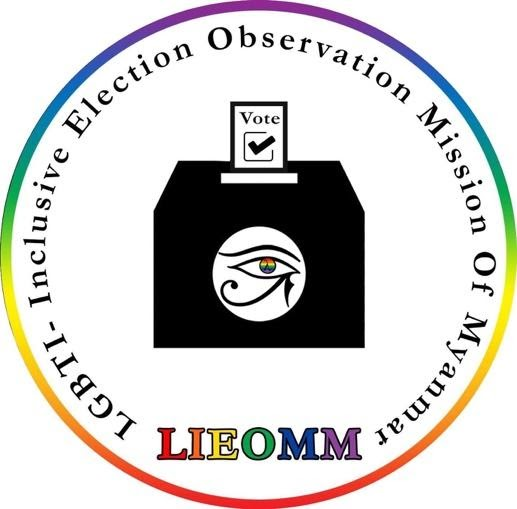 LGBTI- Inclusive Election Observation Mission Of Myanmar
Vote
LIEOMM